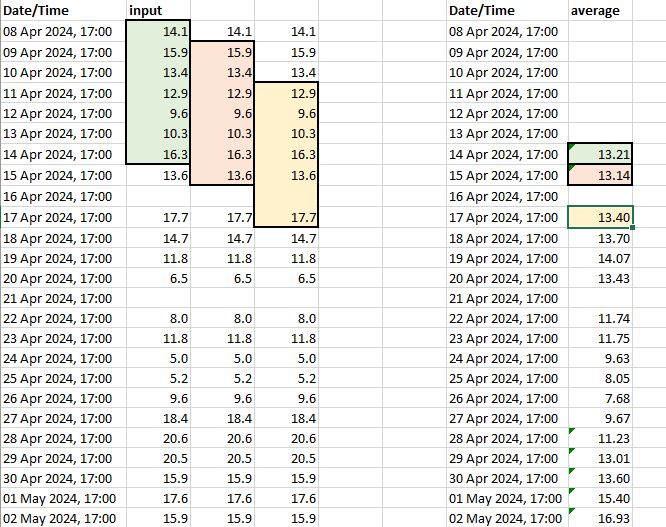 Date/Time input Date/Time average
08 Apr 2024, 17:00 14.1 14.1 14.1 08 Apr 2024, 17:00
09 Apr 2024, 17:00 15.9 15.9 15.9 09 Apr 2024, 17:00
10 Apr 2024, 17:00 13.4 13.4 13.4 10 Apr 2024, 17:00
11 Apr 2024, 17:00 12.9 12.9 12.9 11 Apr 2024, 17:00
12 Apr 2024, 17:00 9.6 9.6 9.6 12 Apr 2024, 17:00
13 Apr 2024, 17:00 10.3 10.3 10.3 13 Apr 2024, 17:00
14 Apr 2024, 17:00 16.3 16.3 16.3 14 Apr 2024, 17:00 13.21
15 Apr 2024, 17:00 13.6 13.6 13.6 15 Apr 2024, 17:00 13.14
16 Apr 2024, 17:00 16 Apr 2024, 17:00
17 Apr 2024, 17:00 17.7 17.7 17.7 17 Apr 2024, 17:00 13.40
18 Apr 2024, 17:00 14.7 14.7 14.7 18 Apr 2024, 17:00 13.70
19 Apr 2024, 17:00 11.8 11.8 11.8 19 Apr 2024, 17:00 14.07
20 Apr 2024, 17:00 6.5 6.5 6.5 20 Apr 2024, 17:00 13.43
21 Apr 2024, 17:00 21 Apr 2024, 17:00
22 Apr 2024, 17:00 8.0 8.0 8.0 22 Apr 2024, 17:00 11.74
23 Apr 2024, 17:00 11.8 11.8 11.8 23 Apr 2024, 17:00 11.75
24 Apr 2024, 17:00 5.0 5.0 5.0 24 Apr 2024, 17:00 9.63
25 Apr 2024, 17:00 5.2 5.2 5.2 25 Apr 2024, 17:00 8.05
26 Apr 2024, 17:00 9.6 9.6 9.6 26 Apr 2024, 17:00 7.68
27 Apr 2024, 17:00 18.4 18.4 18.4 27 Apr 2024, 17:00 9.67
28 Apr 2024, 17:00 20.6 20.6 20.6 28 Apr 2024, 17:00 11.23
29 Apr 2024, 17:00 20.5 20.5 20.5 29 Apr 2024, 17:00 13.01
30 Apr 2024, 17:00 15.9 15.9 15.9 30 Apr 2024, 17:00 13.60
01 May 2024, 17:00 17.6 17.6 17.6 01 May 2024, 17:00 15.40
02 May 2024, 17:00 15.9 15.9 15.9 02 May 2024, 17:00 16.93